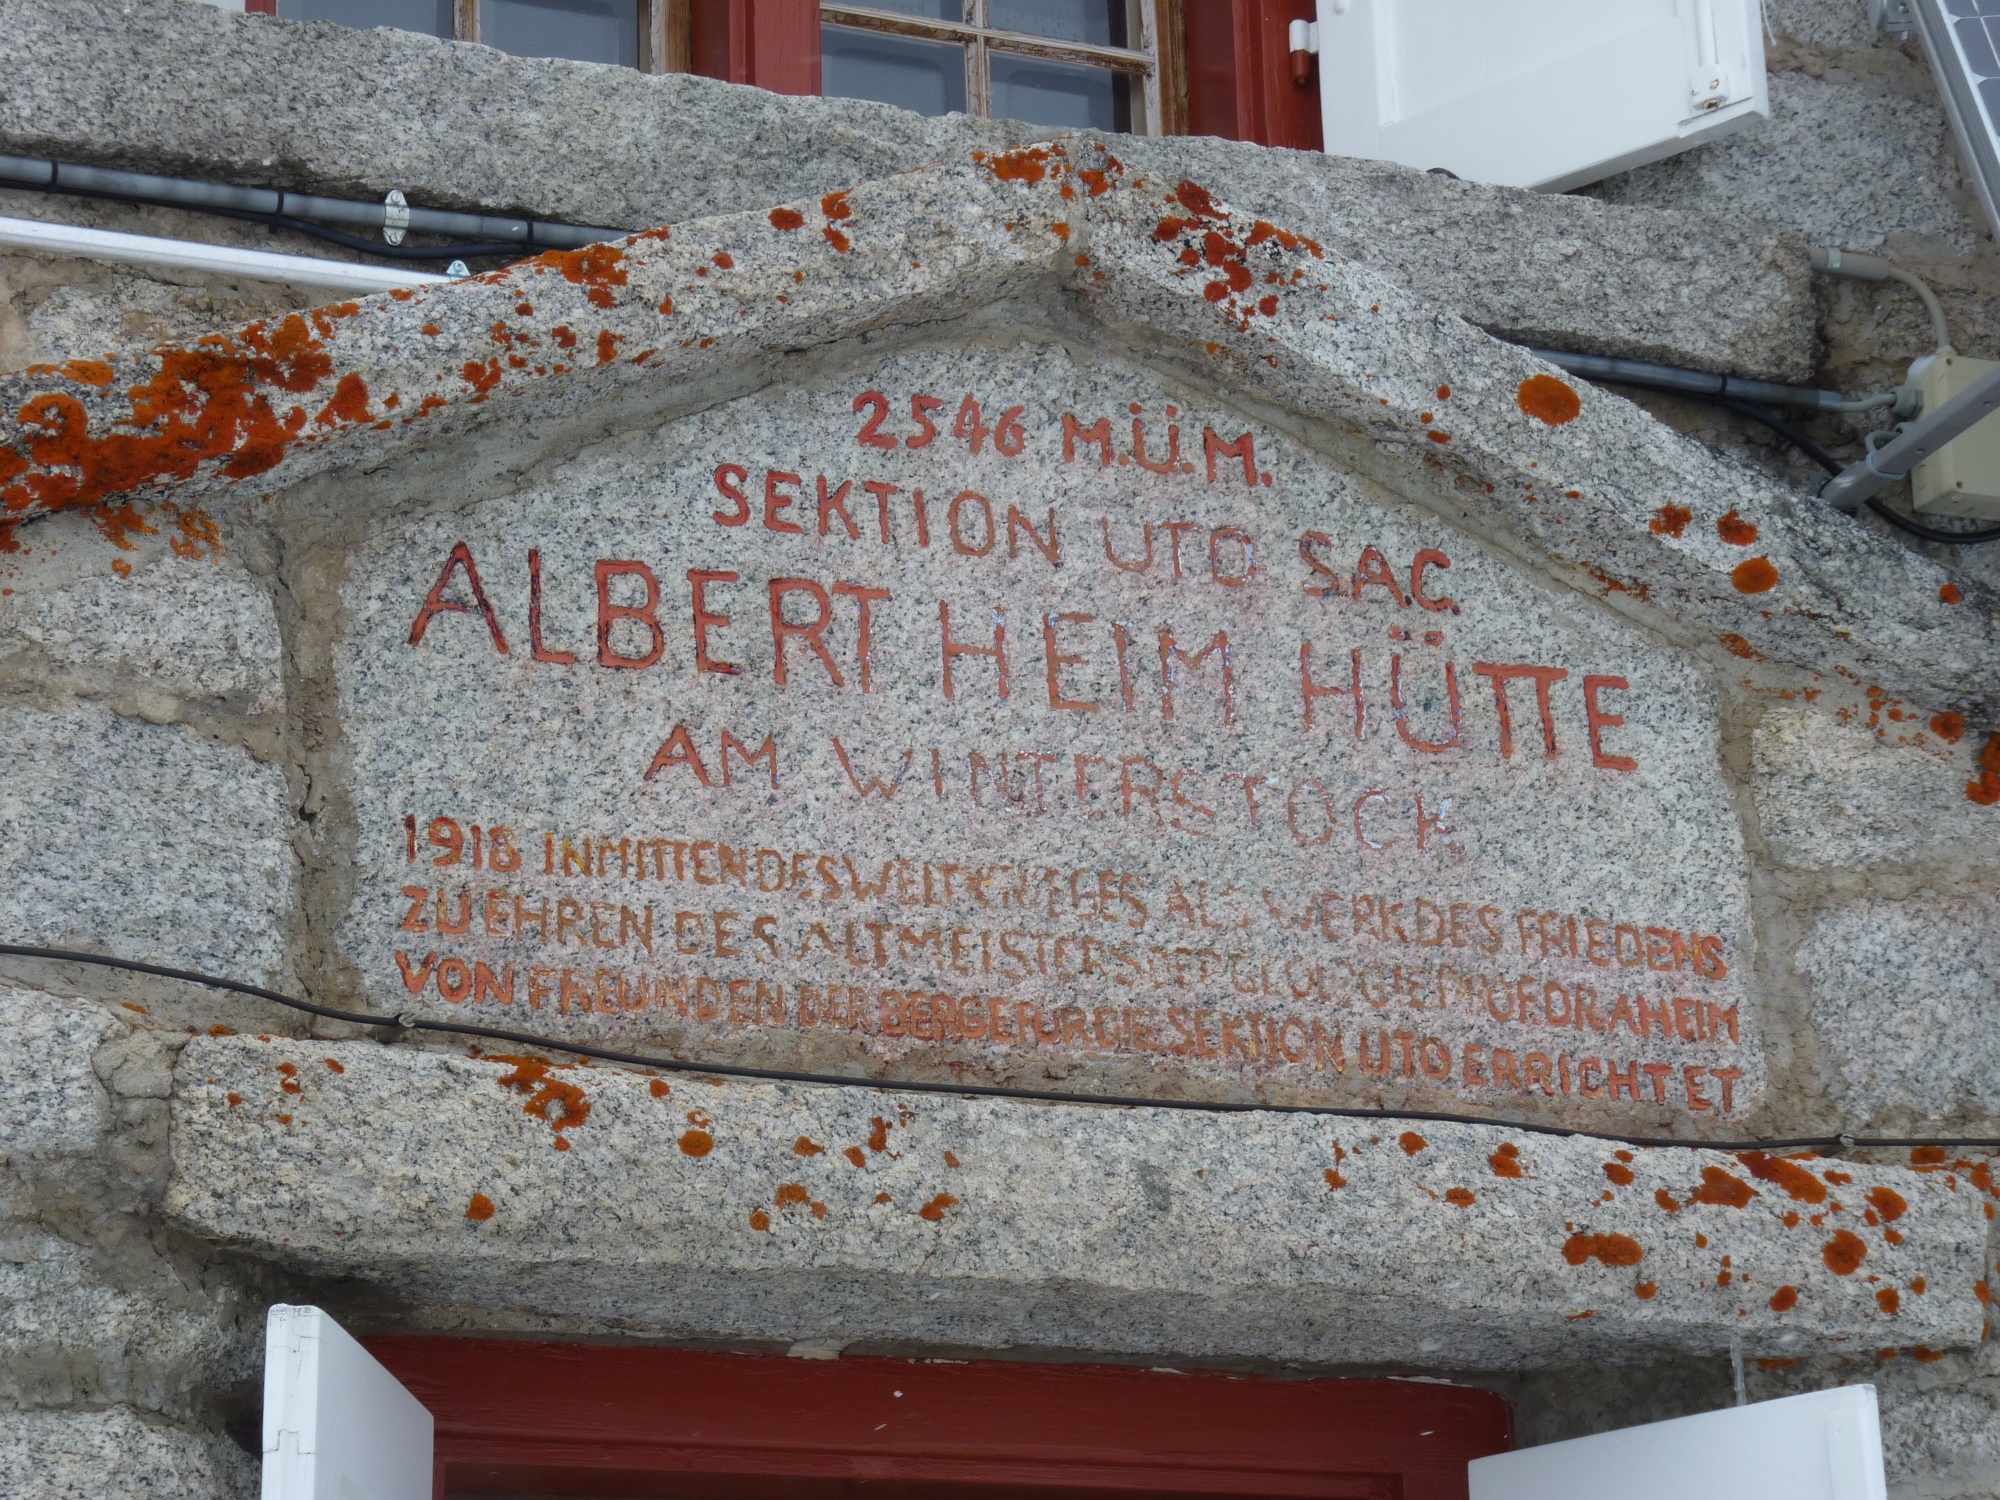 2546 M.Ü.M.
SEKTION UTO S.A.C.
ALBERT HEIM HÜTTE
AM WINTERSTOCK
1918 INMITTEN DES WELTKRIEGES ALS WERK DES FRIEDENS
ZU EHREN DES ALTMEISTERS DER GEOLOGIE PROF. DR. A. HEIM
VON FREUNDEN DER BERGE FÜR DIE SEKTION UTO ERRICHTET